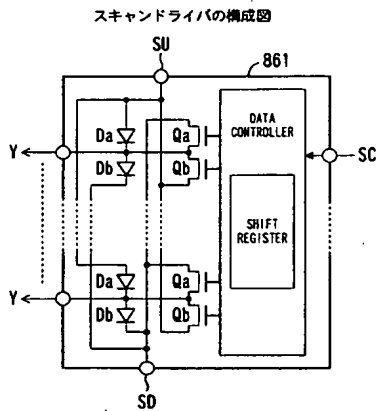 スキャンドライバの構成図
SU
861
Da
Qa
DATA
CONTROLLER
Y
Db
Qb
SC
SHIFT
REGISTER
Da
Qa
Y
Db
Qb
SD